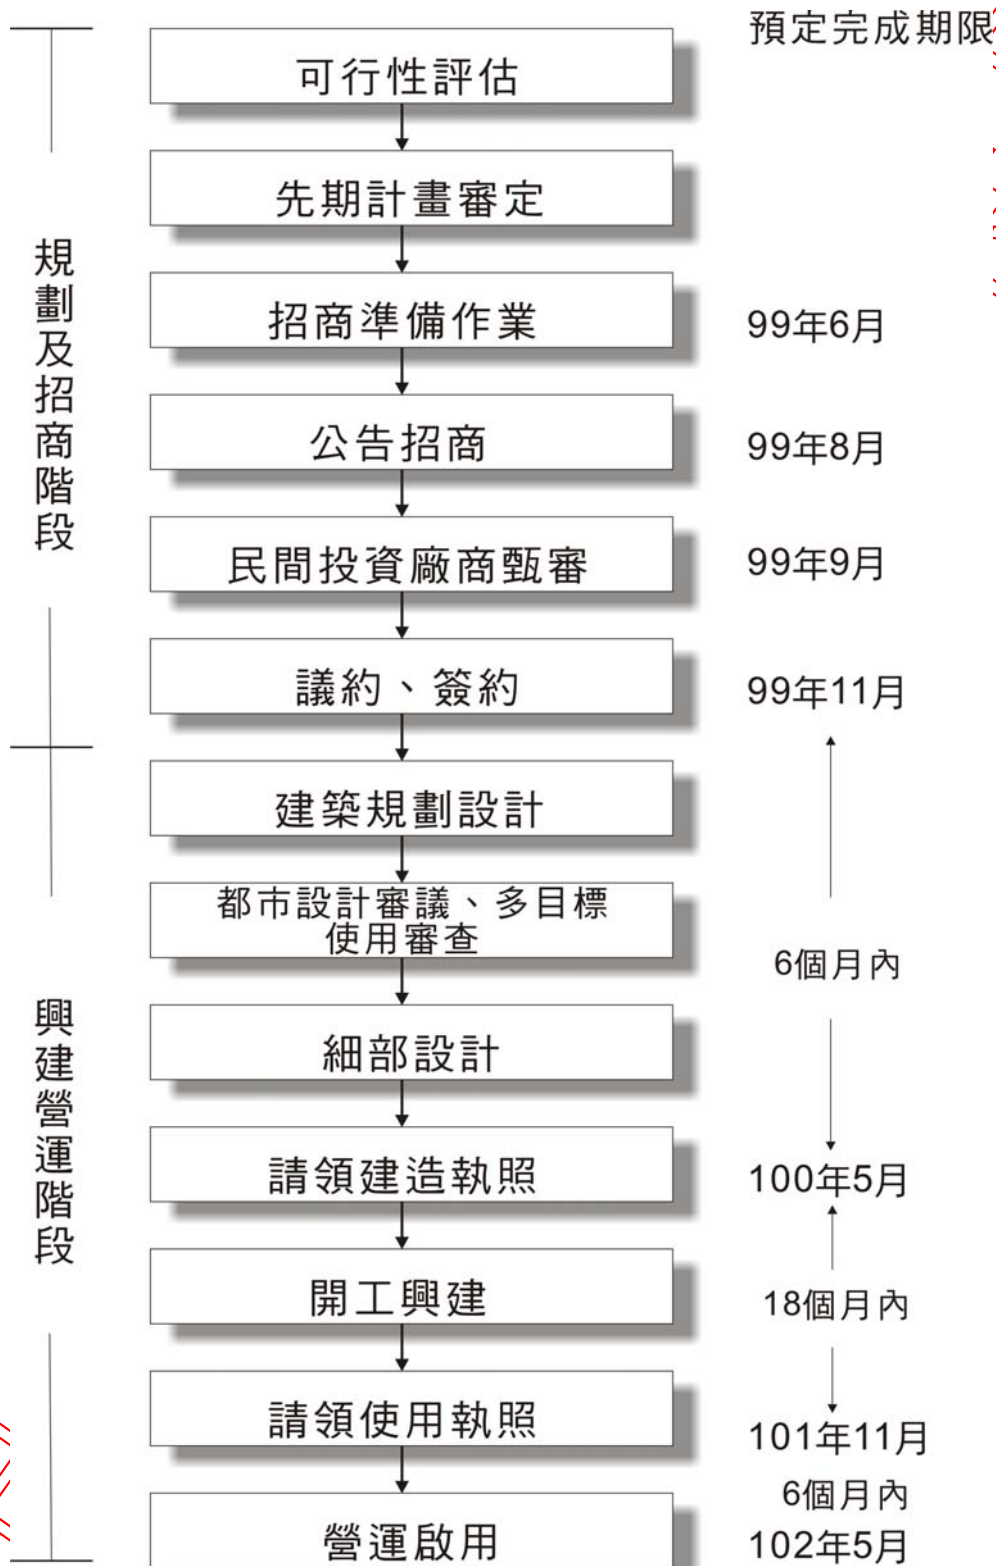 預定完成期限
可行性評估
先期計畫審定
規劃及招商階段
招商準備作業
99年6月
公告招商
99年8月
民間投資廠商甄審
99年9月
議約、簽約
99年11月
建築規劃設計
都市設計審議、多目標
使用審查
6個月內
興建營運階段
細部設計
請領建造執照
100年5月
開工興建
18個月內
請領使用執照
101年11月
6個月內
營運啟用
102年5月